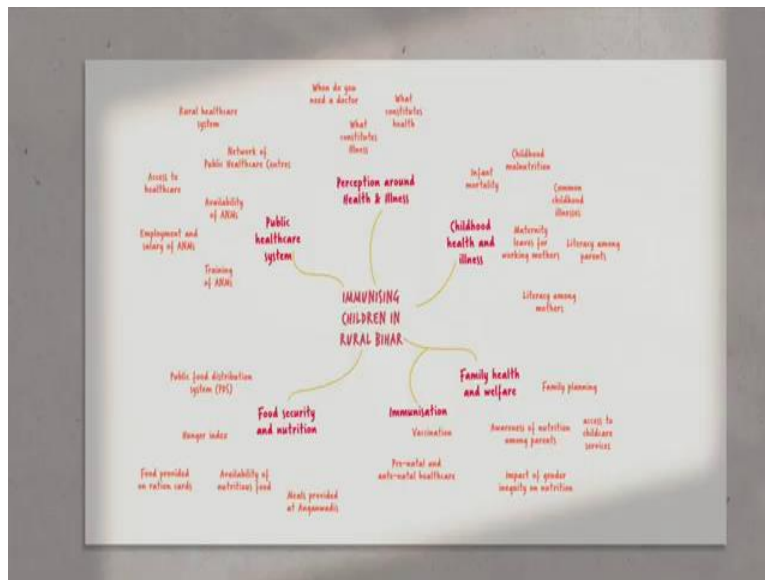 When do you
need a doctor
What
constitutes
health
What
constitutes
illness
Perception around
Health & Illness
Rural healthcare
system
Network of
Public Healthcare Centres
Access to
healthcare
Availability
of ANMs
Employment and
salary of ANMs
Training
of ANMs
Public
healthcare
system
Childhood
malnutrition
Infant
mortality
Common
childhood
illnesses
Childhood
health and
illness
Maternity
leaves for
working mothers
Literacy among
parents
Literacy among
mothers
IMMUNISING
CHILDREN IN
RURAL BIHAR
Public food distribution
system (PDS)
Food security
and nutrition
Hunger index
Food provided
on ration cards
Availability of
nutritious food
Meals provided
at Anganwadis
Immunisation
Vaccination
Pre-natal and
ante-natal healthcare
Family health
and welfare
Family planning
Awareness of nutrition
among parents
access to
childcare
services
Impact of gender
inequity on nutrition